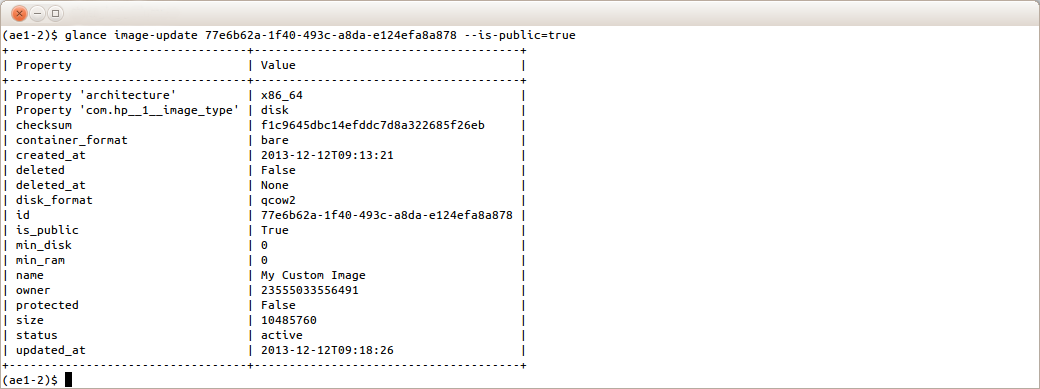 (ae1-2)$ glance image-update 77e6b62a-1f40-493c-a8da-e124efa8a878 --is-public=true
+----------------------------------+--------------------------------------+
| Property                         | Value                                |
+----------------------------------+--------------------------------------+
| Property 'architecture'          | x86_64                               |
| Property 'com.hp__1__image_type' | disk                                 |
| checksum                         | f1c9645dbc14efddc7d8a322685f26eb     |
| container_format                 | bare                                 |
| created_at                       | 2013-12-12T09:13:21                  |
| deleted                          | False                                |
| deleted_at                       | None                                 |
| disk_format                      | qcow2                                |
| id                               | 77e6b62a-1f40-493c-a8da-e124efa8a878 |
| is_public                        | True                                 |
| min_disk                         | 0                                    |
| min_ram                          | 0                                    |
| name                             | My Custom Image                      |
| owner                            | 23555033556491                       |
| protected                        | False                                |
| size                             | 10485760                             |
| status                           | active                               |
| updated_at                       | 2013-12-12T09:18:26                  |
+----------------------------------+--------------------------------------+
(ae1-2)$